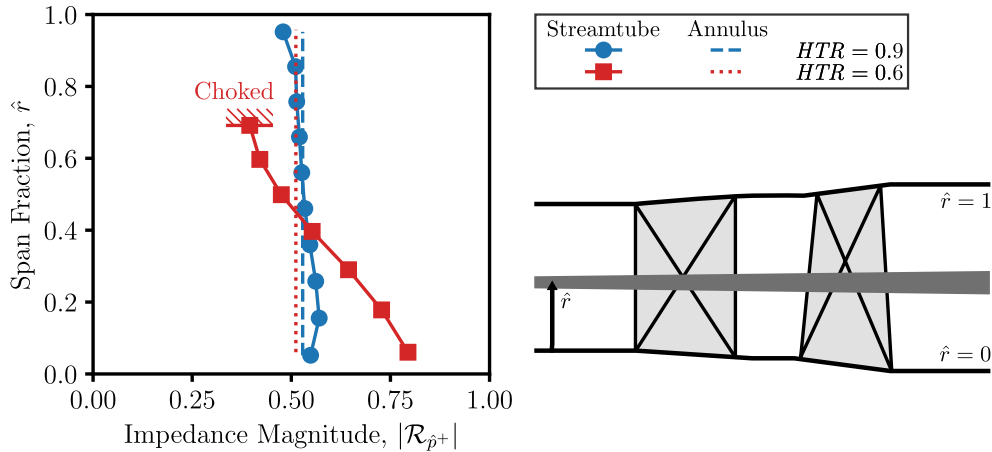 Span Fraction, r̂
1.0
0.8
0.6
0.4
0.2
0.0
Choked
0.00 0.25 0.50 0.75 1.00
Impedance Magnitude, |ℛ_p̂⁺|
Streamtube Annulus
HTR = 0.9
HTR = 0.6
r̂ = 1
r̂
r̂ = 0